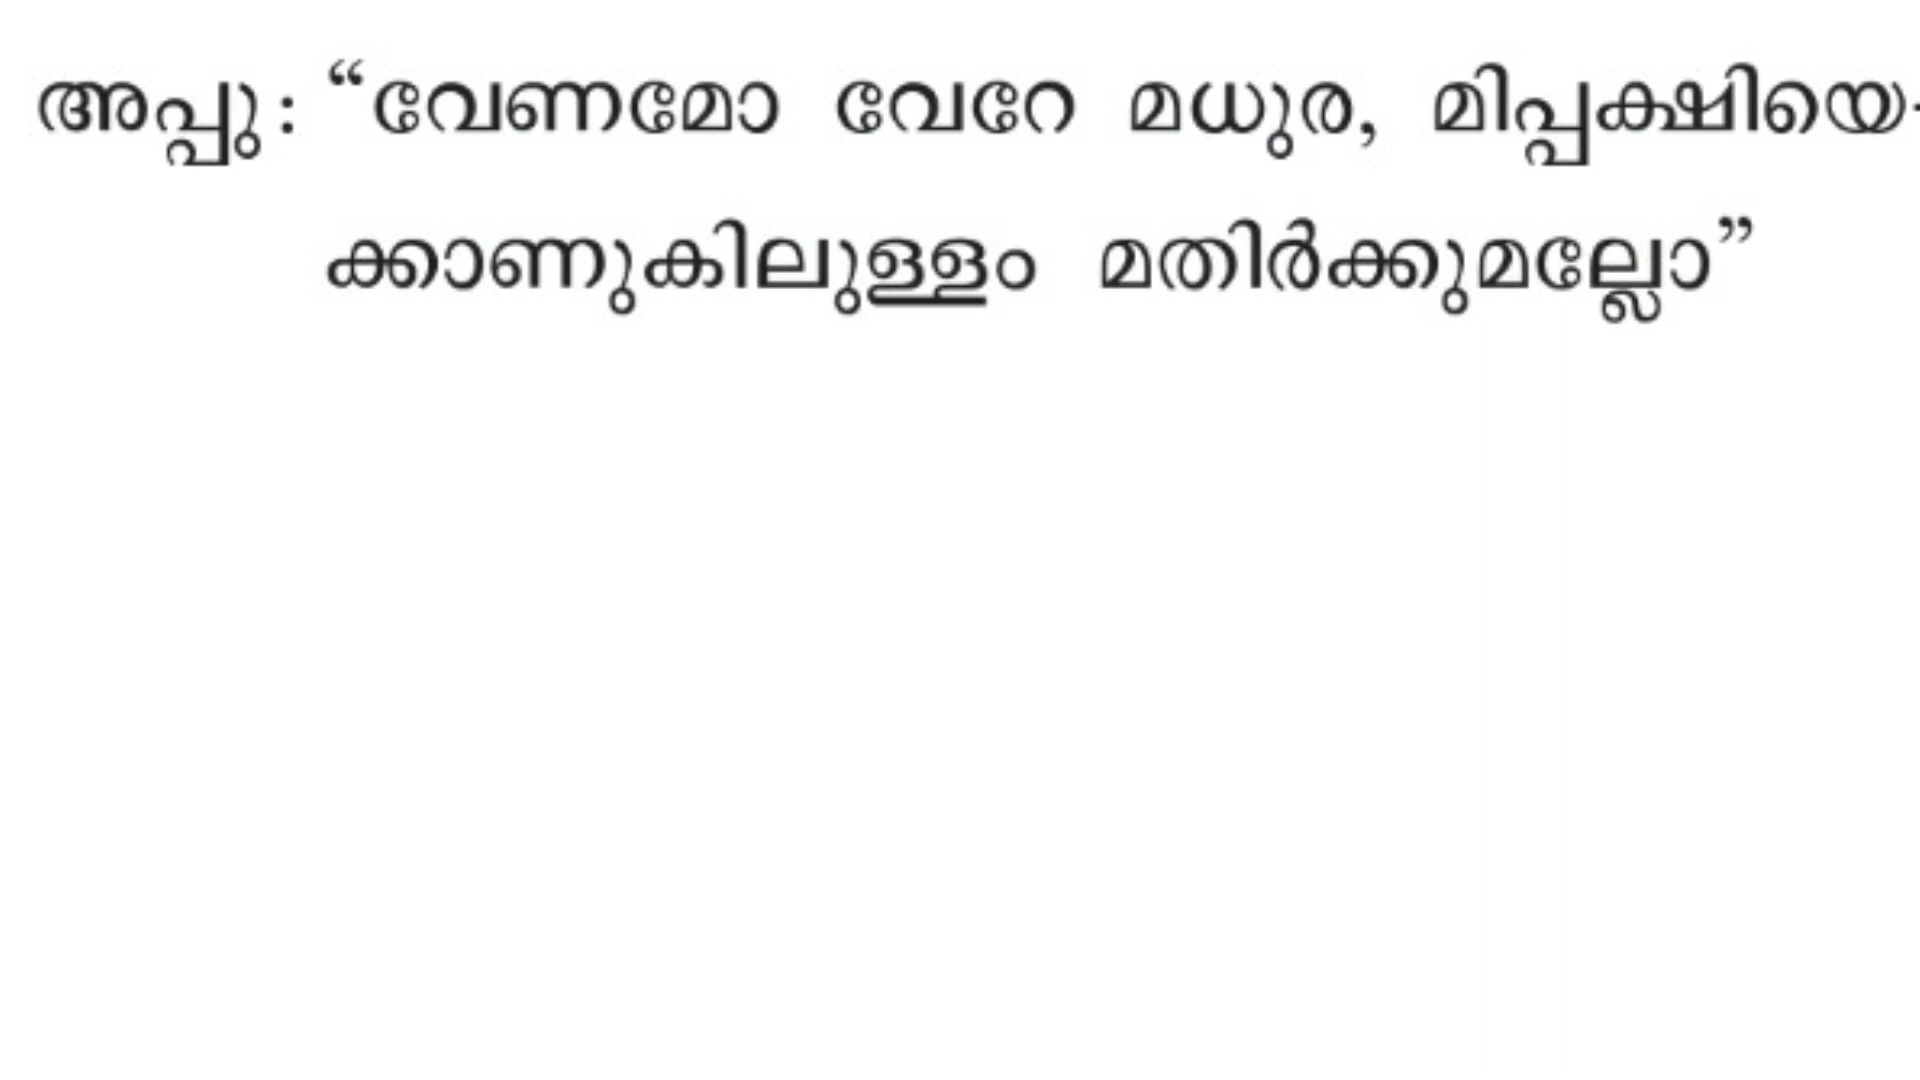 അപ്പു: “വേണമോ വേറേ മധുര, മിപ്പക്ഷിയെ-
ക്കാണുകിലുള്ളം മതിർക്കുമല്ലോ”